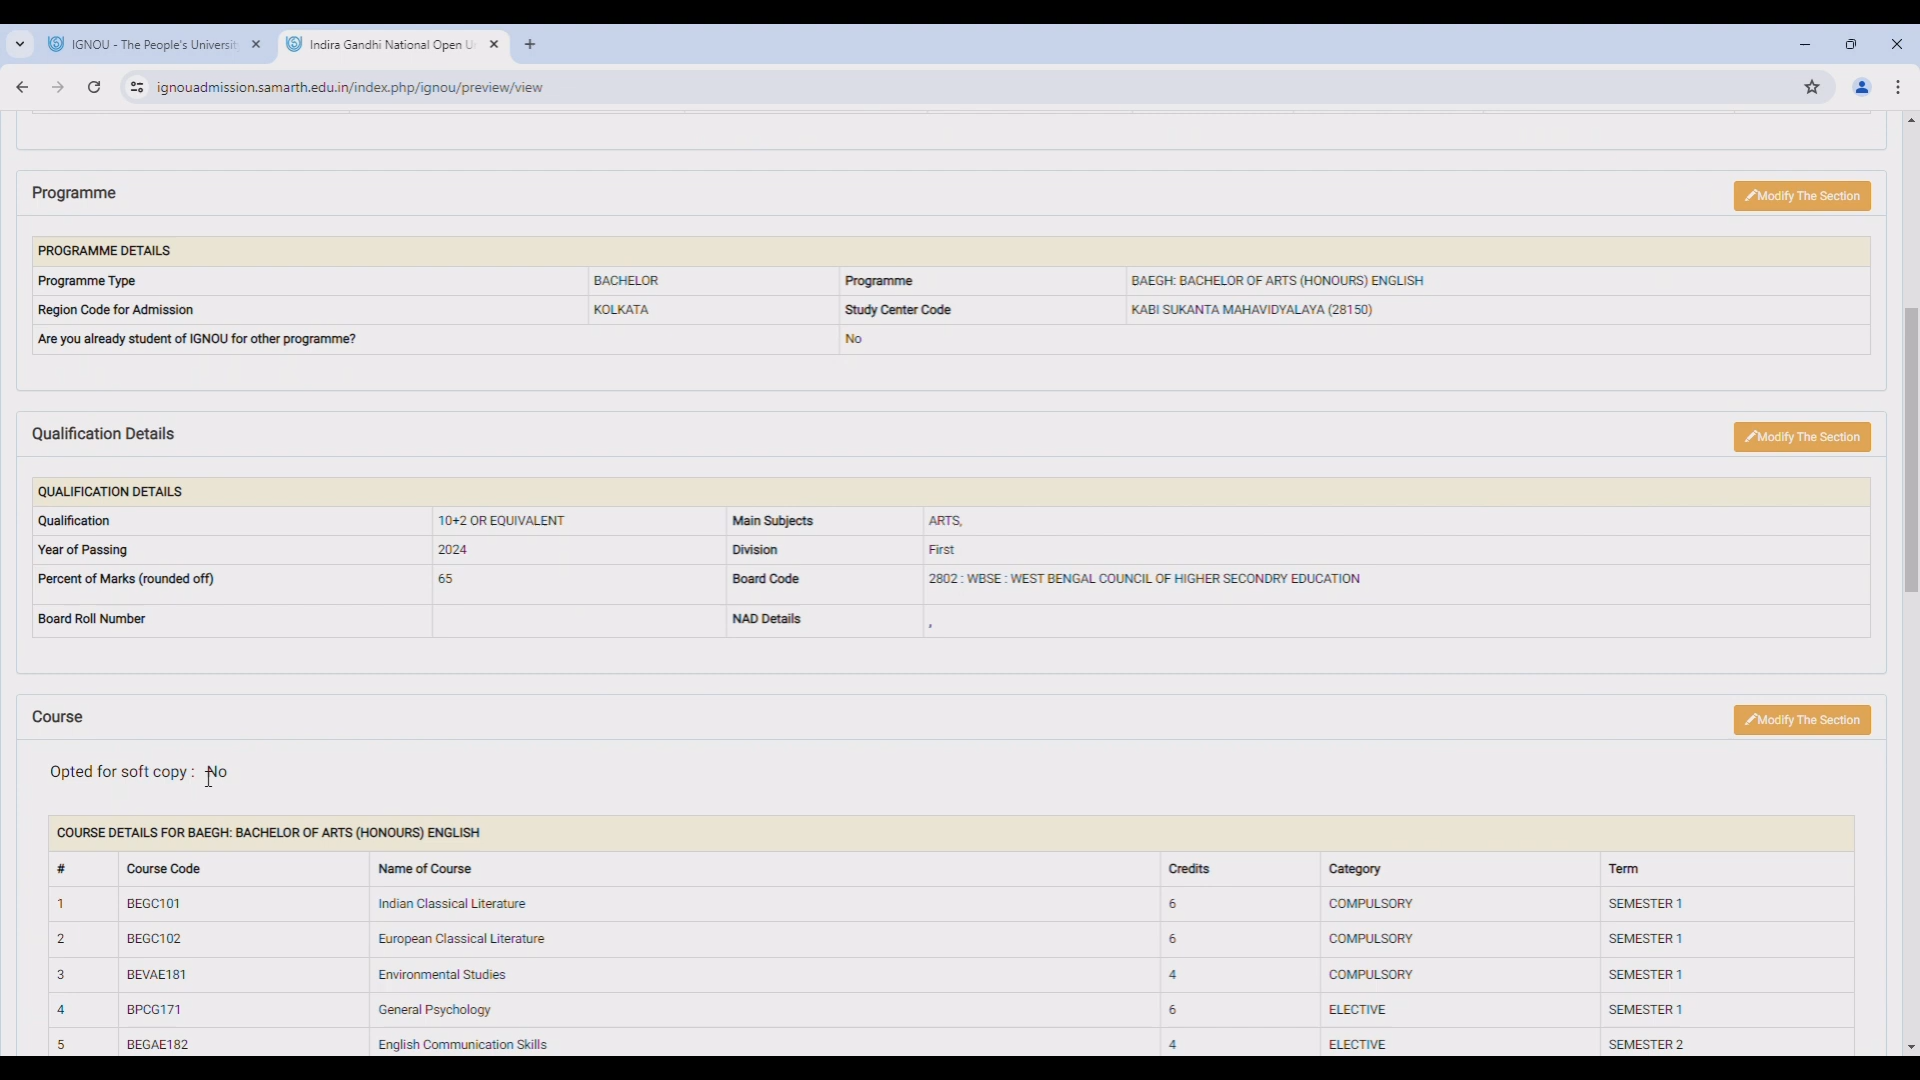 IGNOU - The People's Universit
Indira Gandhi National Open U
ignouadmission.samarth.edu.in/index.php/ignou/preview/view
Programme
Modify The Section
PROGRAMME DETAILS
Programme Type BACHELOR Programme BAEGH: BACHELOR OF ARTS (HONOURS) ENGLISH
Region Code for Admission KOLKATA Study Center Code KABI SUKANTA MAHAVIDYALAYA (28150)
Are you already student of IGNOU for other programme? No
Qualification Details
Modify The Section
QUALIFICATION DETAILS
Qualification 10+2 OR EQUIVALENT Main Subjects ARTS,
Year of Passing 2024 Division First
Percent of Marks (rounded off) 65 Board Code 2802 : WBSE : WEST BENGAL COUNCIL OF HIGHER SECONDRY EDUCATION
Board Roll Number NAD Details ,
Course
Modify The Section
Opted for soft copy : No
COURSE DETAILS FOR BAEGH: BACHELOR OF ARTS (HONOURS) ENGLISH
# Course Code Name of Course Credits Category Term
1 BEGC101 Indian Classical Literature 6 COMPULSORY SEMESTER 1
2 BEGC102 European Classical Literature 6 COMPULSORY SEMESTER 1
3 BEVAE181 Environmental Studies 4 COMPULSORY SEMESTER 1
4 BPCG171 General Psychology 6 ELECTIVE SEMESTER 1
5 BEGAE182 English Communication Skills 4 ELECTIVE SEMESTER 2